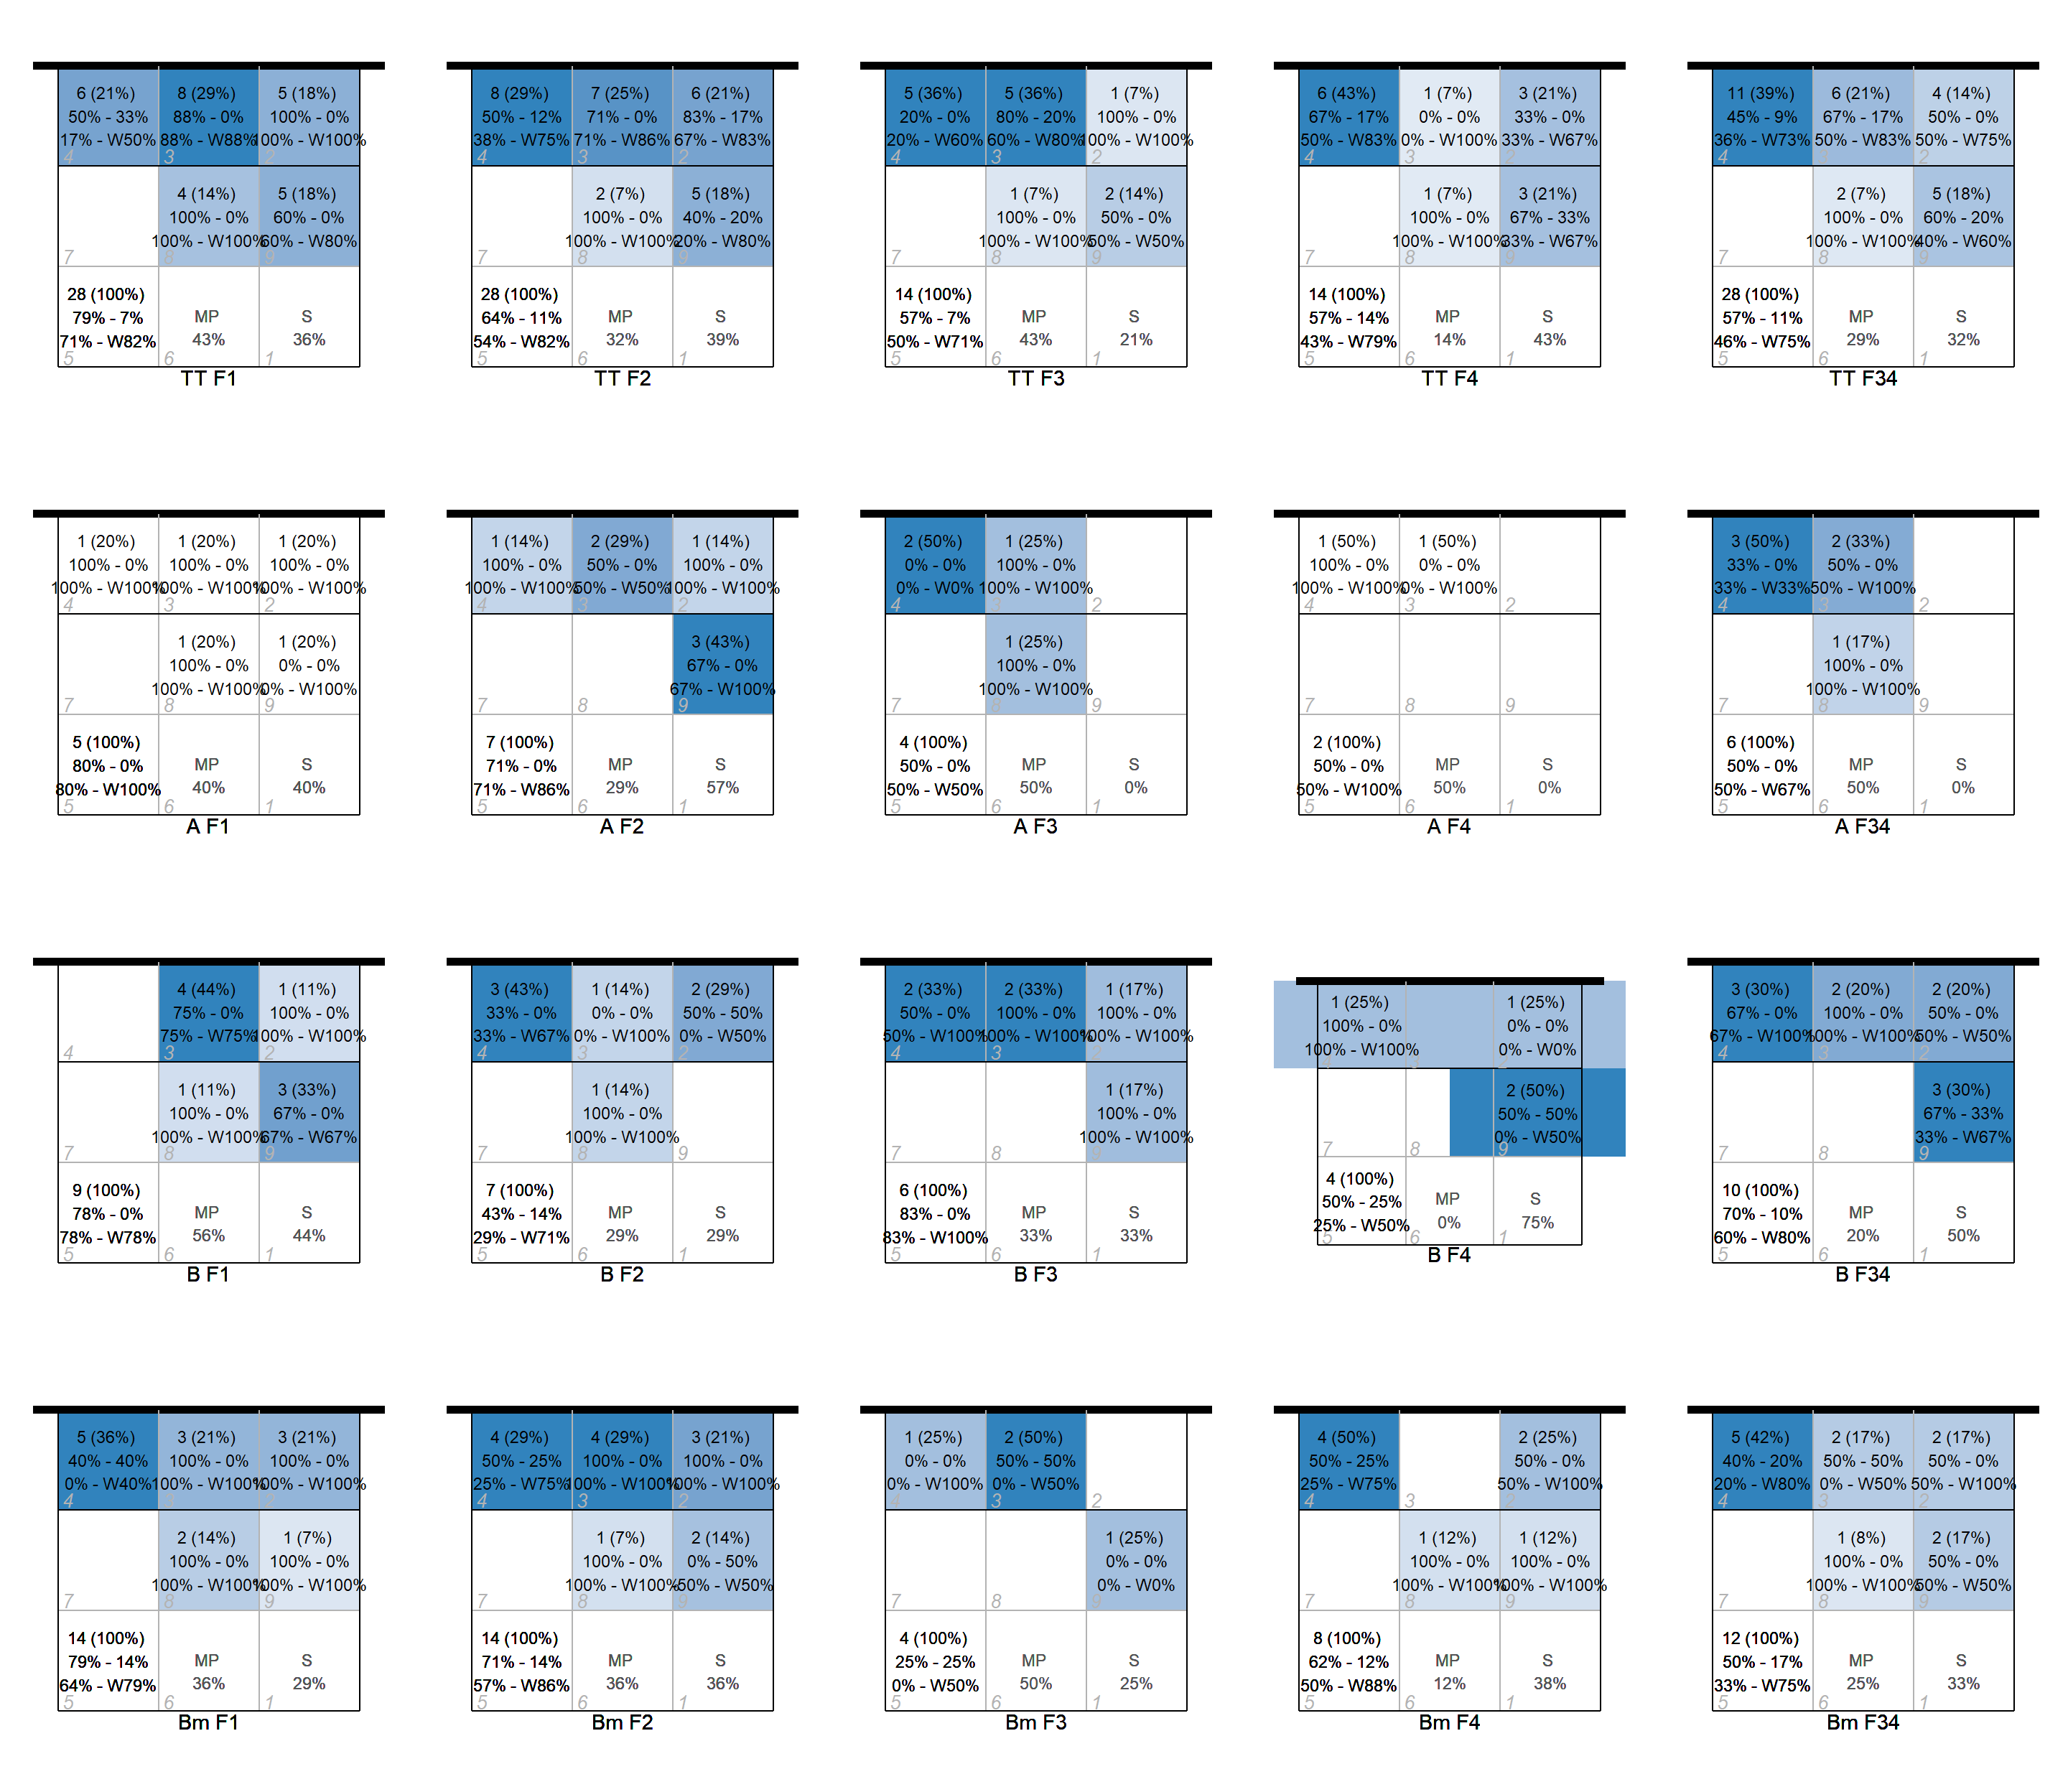 6 (21%) 8 (29%) 5 (18%)
50% - 33% 88% - 0% 100% - 0%
17% - W50% 88% - W88% 100% - W100%
4 3 2
4 (14%) 5 (18%)
100% - 0% 60% - 0%
100% - W100% 60% - W80%
7 8 9
28 (100%)
79% - 7% MP S
71% - W82% 43% 36%
5 6 1
TT F1
8 (29%) 7 (25%) 6 (21%)
50% - 12% 71% - 0% 83% - 17%
38% - W75% 71% - W86% 67% - W83%
4 3 2
2 (7%) 5 (18%)
100% - 0% 40% - 20%
100% - W100% 20% - W80%
7 8 9
28 (100%)
64% - 11% MP S
54% - W82% 32% 39%
5 6 1
TT F2
5 (36%) 5 (36%) 1 (7%)
20% - 0% 80% - 20% 100% - 0%
20% - W60% 60% - W80% 100% - W100%
4 3 2
1 (7%) 2 (14%)
100% - 0% 50% - 0%
100% - W100% 50% - W50%
7 8 9
14 (100%)
57% - 7% MP S
50% - W71% 43% 21%
5 6 1
TT F3
6 (43%) 1 (7%) 3 (21%)
67% - 17% 0% - 0% 33% - 0%
50% - W83% 0% - W100% 33% - W67%
4 3 2
1 (7%) 3 (21%)
100% - 0% 67% - 33%
100% - W100% 33% - W67%
7 8 9
14 (100%)
57% - 14% MP S
43% - W79% 14% 43%
5 6 1
TT F4
11 (39%) 6 (21%) 4 (14%)
45% - 9% 67% - 17% 50% - 0%
36% - W73% 50% - W83% 50% - W75%
4 3 2
2 (7%) 5 (18%)
100% - 0% 60% - 20%
100% - W100% 40% - W60%
7 8 9
28 (100%)
57% - 11% MP S
46% - W75% 29% 32%
5 6 1
TT F34
1 (20%) 1 (20%) 1 (20%)
100% - 0% 100% - 0% 100% - 0%
100% - W100% 100% - W100% 100% - W100%
4 3 2
1 (20%) 1 (20%)
100% - 0% 0% - 0%
100% - W100% 0% - W100%
7 8 9
5 (100%)
80% - 0% MP S
80% - W100% 40% 40%
5 6 1
A F1
1 (14%) 2 (29%) 1 (14%)
100% - 0% 50% - 0% 100% - 0%
100% - W100% 50% - W50% 100% - W100%
4 3 2
3 (43%)
67% - 0%
67% - W100%
7 8 9
7 (100%)
71% - 0% MP S
71% - W86% 29% 57%
5 6 1
A F2
2 (50%) 1 (25%)
0% - 0% 100% - 0%
0% - W0% 100% - W100%
4 3 2
1 (25%)
100% - 0%
100% - W100%
7 8 9
4 (100%)
50% - 0% MP S
50% - W50% 50% 0%
5 6 1
A F3
1 (50%) 1 (50%)
100% - 0% 0% - 0%
100% - W100% 0% - W100%
4 3 2
7 8 9
2 (100%)
50% - 0% MP S
50% - W100% 50% 0%
5 6 1
A F4
3 (50%) 2 (33%)
33% - 0% 50% - 0%
33% - W33% 50% - W100%
4 3 2
1 (17%)
100% - 0%
100% - W100%
7 8 9
6 (100%)
50% - 0% MP S
50% - W67% 50% 0%
5 6 1
A F34
4 (44%) 1 (11%)
75% - 0% 100% - 0%
75% - W75% 100% - W100%
4 3 2
1 (11%) 3 (33%)
100% - 0% 67% - 0%
100% - W100% 67% - W67%
7 8 9
9 (100%)
78% - 0% MP S
78% - W78% 56% 44%
5 6 1
B F1
3 (43%) 1 (14%) 2 (29%)
33% - 0% 0% - 0% 50% - 50%
33% - W67% 0% - W100% 0% - W50%
4 3 2
1 (14%)
100% - 0%
100% - W100%
7 8 9
7 (100%)
43% - 14% MP S
29% - W71% 29% 29%
5 6 1
B F2
2 (33%) 2 (33%) 1 (17%)
50% - 0% 100% - 0% 100% - 0%
50% - W100% 100% - W100% 100% - W100%
4 3 2
1 (17%)
100% - 0%
100% - W100%
7 8 9
6 (100%)
83% - 0% MP S
83% - W100% 33% 33%
5 6 1
B F3
1 (25%) 1 (25%)
100% - 0% 0% - 0%
100% - W100% 0% - W0%
2 (50%)
50% - 50%
0% - W50%
7 8 9
4 (100%)
50% - 25% MP S
25% - W50% 0% 75%
5 6 1
B F4
3 (30%) 2 (20%) 2 (20%)
67% - 0% 100% - 0% 50% - 0%
67% - W100% 100% - W100% 50% - W50%
4 3 2
3 (30%)
67% - 33%
33% - W67%
7 8 9
10 (100%)
70% - 10% MP S
60% - W80% 20% 50%
5 6 1
B F34
5 (36%) 3 (21%) 3 (21%)
40% - 40% 100% - 0% 100% - 0%
0% - W40% 100% - W100% 100% - W100%
4 3 2
2 (14%) 1 (7%)
100% - 0% 100% - 0%
100% - W100% 100% - W100%
7 8 9
14 (100%)
79% - 14% MP S
64% - W79% 36% 29%
5 6 1
Bm F1
4 (29%) 4 (29%) 3 (21%)
50% - 25% 100% - 0% 100% - 0%
25% - W75% 100% - W100% 100% - W100%
4 3 2
1 (7%) 2 (14%)
100% - 0% 0% - 50%
100% - W100% -50% - W50%
7 8 9
14 (100%)
71% - 14% MP S
57% - W86% 36% 36%
5 6 1
Bm F2
1 (25%) 2 (50%)
0% - 0% 50% - 50%
0% - W100% 0% - W50%
4 3 2
1 (25%)
0% - 0%
0% - W0%
7 8 9
4 (100%)
25% - 25% MP S
0% - W50% 50% 25%
5 6 1
Bm F3
4 (50%) 2 (25%)
50% - 25% 50% - 0%
25% - W75% 50% - W100%
4 3 2
1 (12%) 1 (12%)
100% - 0% 100% - 0%
100% - W100% 100% - W100%
7 8 9
8 (100%)
62% - 12% MP S
50% - W88% 12% 38%
5 6 1
Bm F4
5 (42%) 2 (17%) 2 (17%)
40% - 20% 50% - 50% 50% - 0%
20% - W80% 0% - W50% 50% - W100%
4 3 2
1 (8%) 2 (17%)
100% - 0% 50% - 0%
100% - W100% 50% - W50%
7 8 9
12 (100%)
50% - 17% MP S
33% - W75% 25% 33%
5 6 1
Bm F34